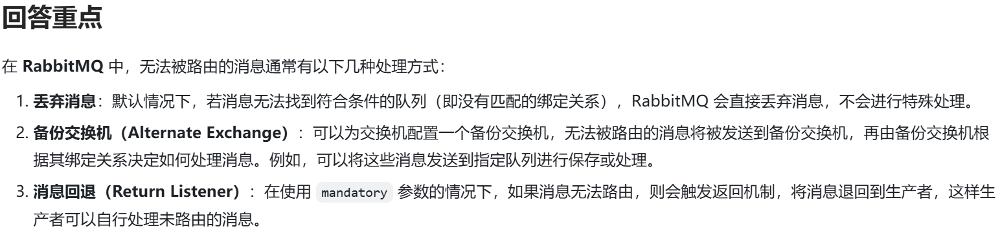 回答重点
在 RabbitMQ 中，无法被路由的消息通常有以下几种处理方式：
1. 丢弃消息：默认情况下，若消息无法找到符合条件的队列（即没有匹配的绑定关系），RabbitMQ 会直接丢弃消息，不会进行特殊处理。
2. 备份交换机（Alternate Exchange）：可以为交换机配置一个备份交换机，无法被路由的消息将被发送到备份交换机，再由备份交换机根
据其绑定关系决定如何处理消息。例如，可以将这些消息发送到指定队列进行保存或处理。
3. 消息回退（Return Listener）：在使用 mandatory 参数的情况下，如果消息无法路由，则会触发返回机制，将消息退回到生产者，这样生
产者可以自行处理未路由的消息。